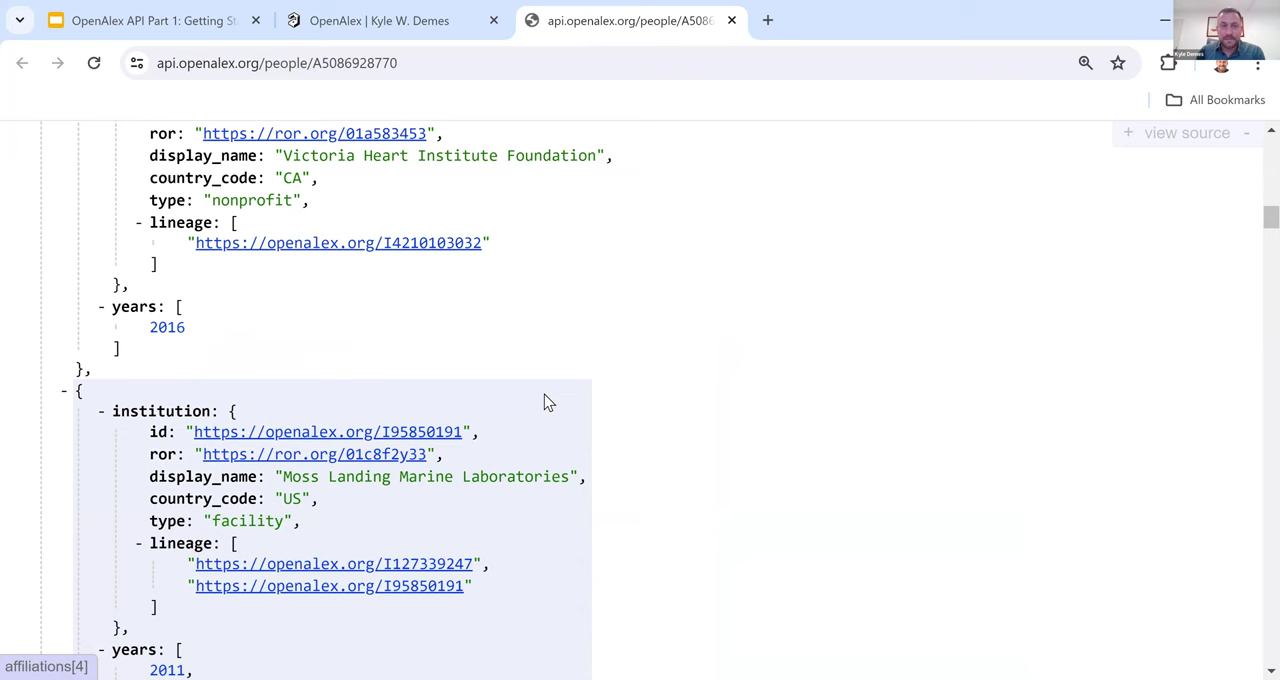 OpenAlex API Part 1: Getting St
OpenAlex | Kyle W. Demes
api.openalex.org/people/A5086
api.openalex.org/people/A5086928770
Kyle Demes
All Bookmarks
+ view source -
ror: "https://ror.org/01a583453",
display_name: "Victoria Heart Institute Foundation",
country_code: "CA",
type: "nonprofit",
- lineage: [
"https://openalex.org/I4210103032"
]
},
- years: [
2016
]
},
- {
- institution: {
id: "https://openalex.org/I95850191",
ror: "https://ror.org/01c8f2y33",
display_name: "Moss Landing Marine Laboratories",
country_code: "US",
type: "facility",
- lineage: [
"https://openalex.org/I127339247",
"https://openalex.org/I95850191"
]
},
- years: [
2011,
affiliations[4]